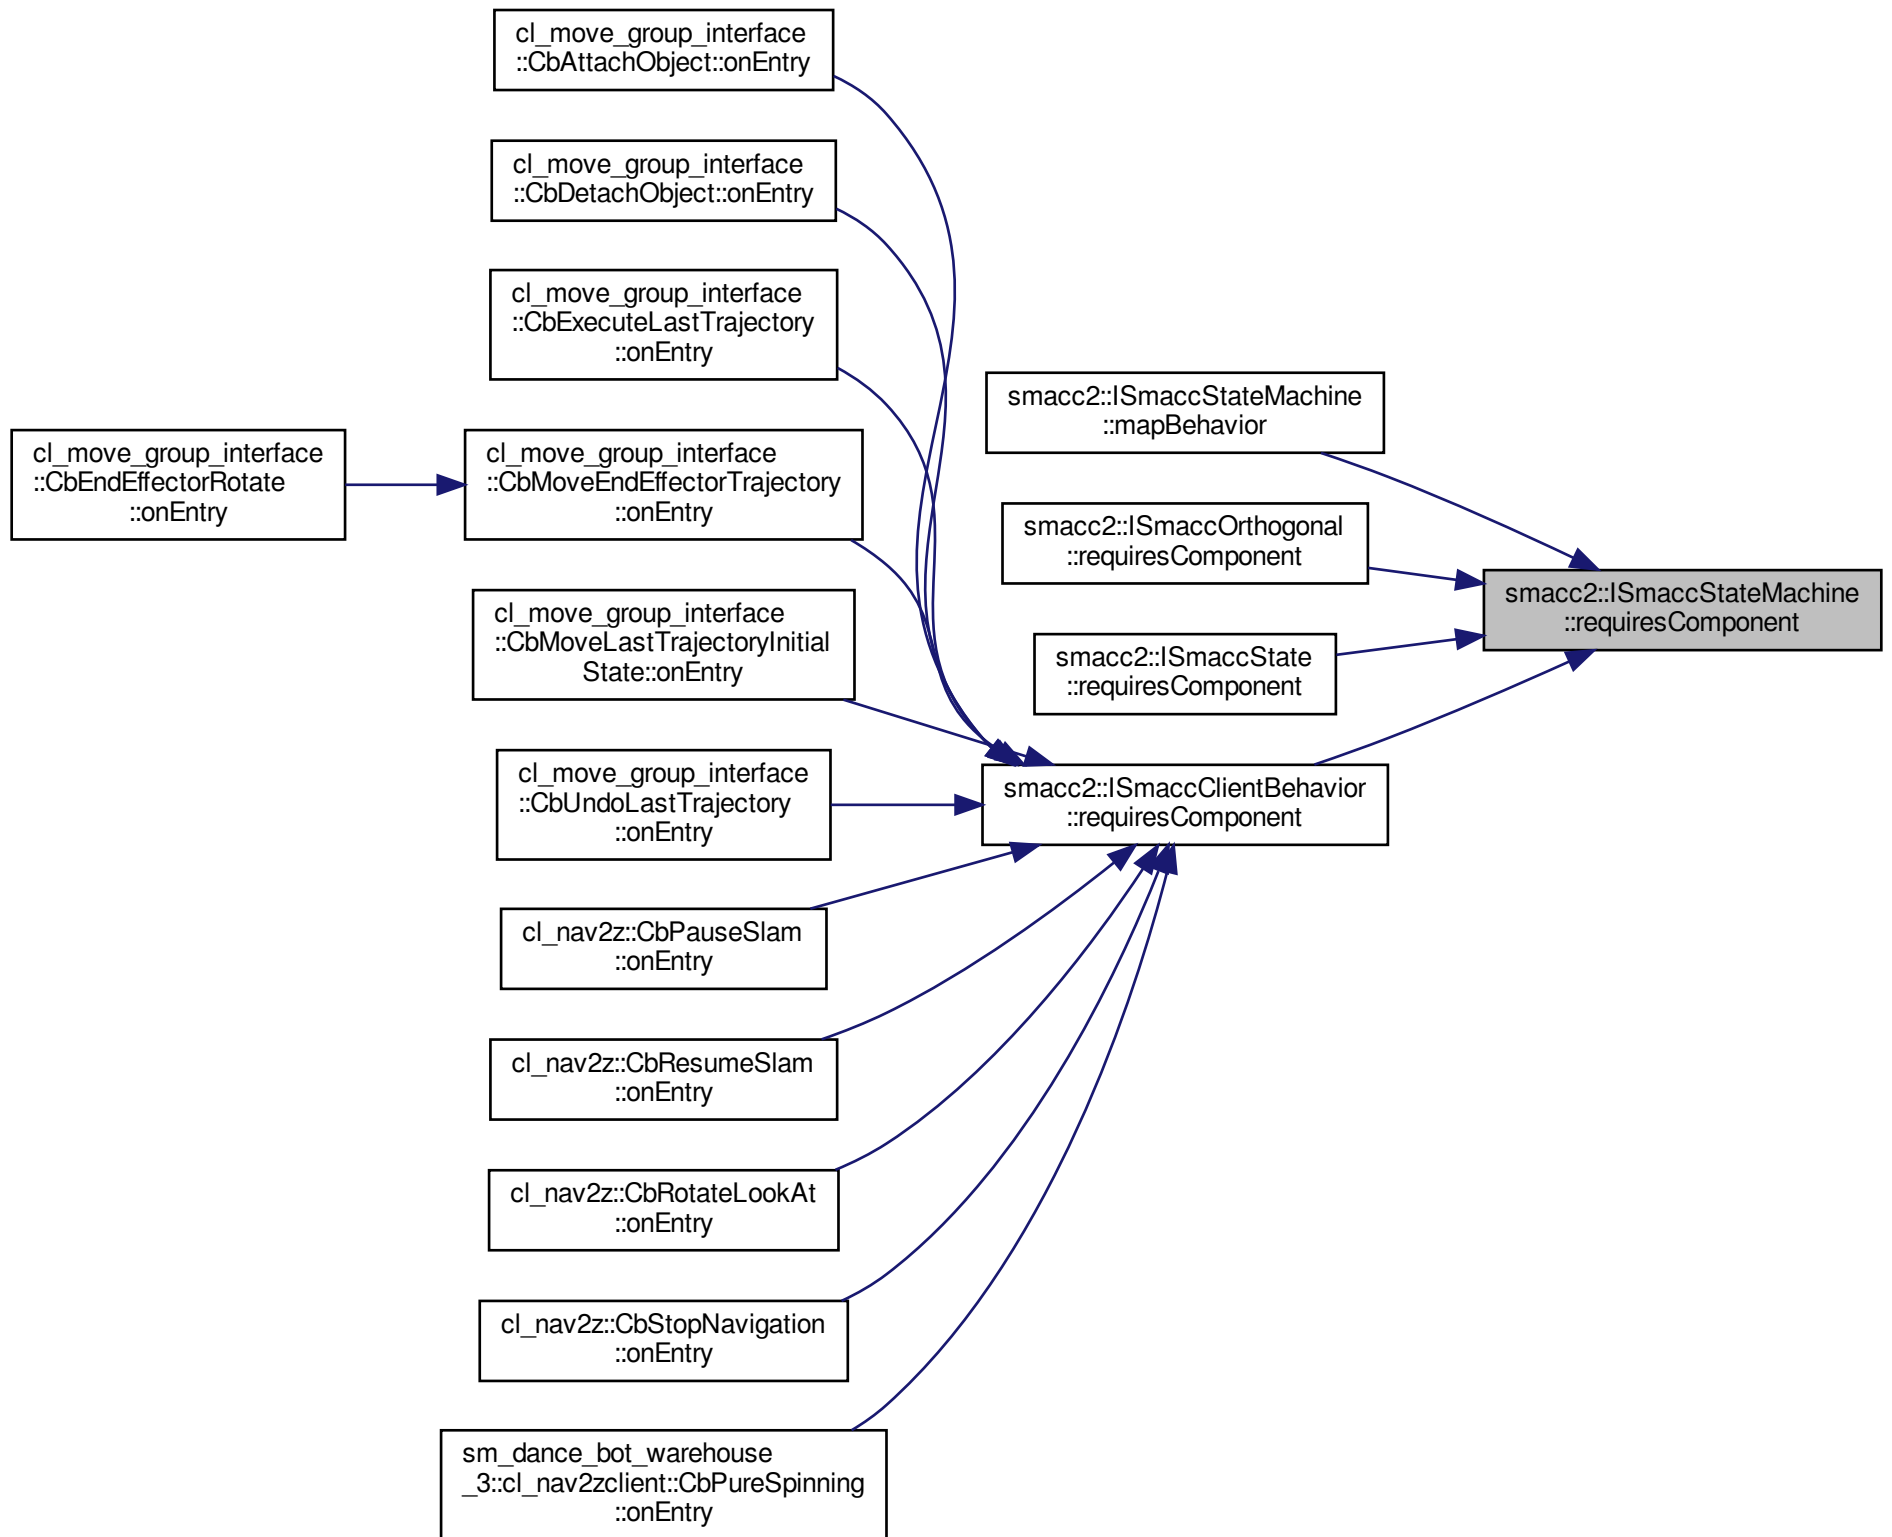 cl_move_group_interface
::CbAttachObject::onEntry
cl_move_group_interface
::CbDetachObject::onEntry
cl_move_group_interface
::CbExecuteLastTrajectory
::onEntry
cl_move_group_interface
::CbEndEffectorRotate
::onEntry
cl_move_group_interface
::CbMoveEndEffectorTrajectory
::onEntry
cl_move_group_interface
::CbMoveLastTrajectoryInitial
State::onEntry
cl_move_group_interface
::CbUndoLastTrajectory
::onEntry
cl_nav2z::CbPauseSlam
::onEntry
cl_nav2z::CbResumeSlam
::onEntry
cl_nav2z::CbRotateLookAt
::onEntry
cl_nav2z::CbStopNavigation
::onEntry
sm_dance_bot_warehouse
_3::cl_nav2zclient::CbPureSpinning
::onEntry
smacc2::ISmaccStateMachine
::mapBehavior
smacc2::ISmaccOrthogonal
::requiresComponent
smacc2::ISmaccState
::requiresComponent
smacc2::ISmaccClientBehavior
::requiresComponent
smacc2::ISmaccStateMachine
::requiresComponent